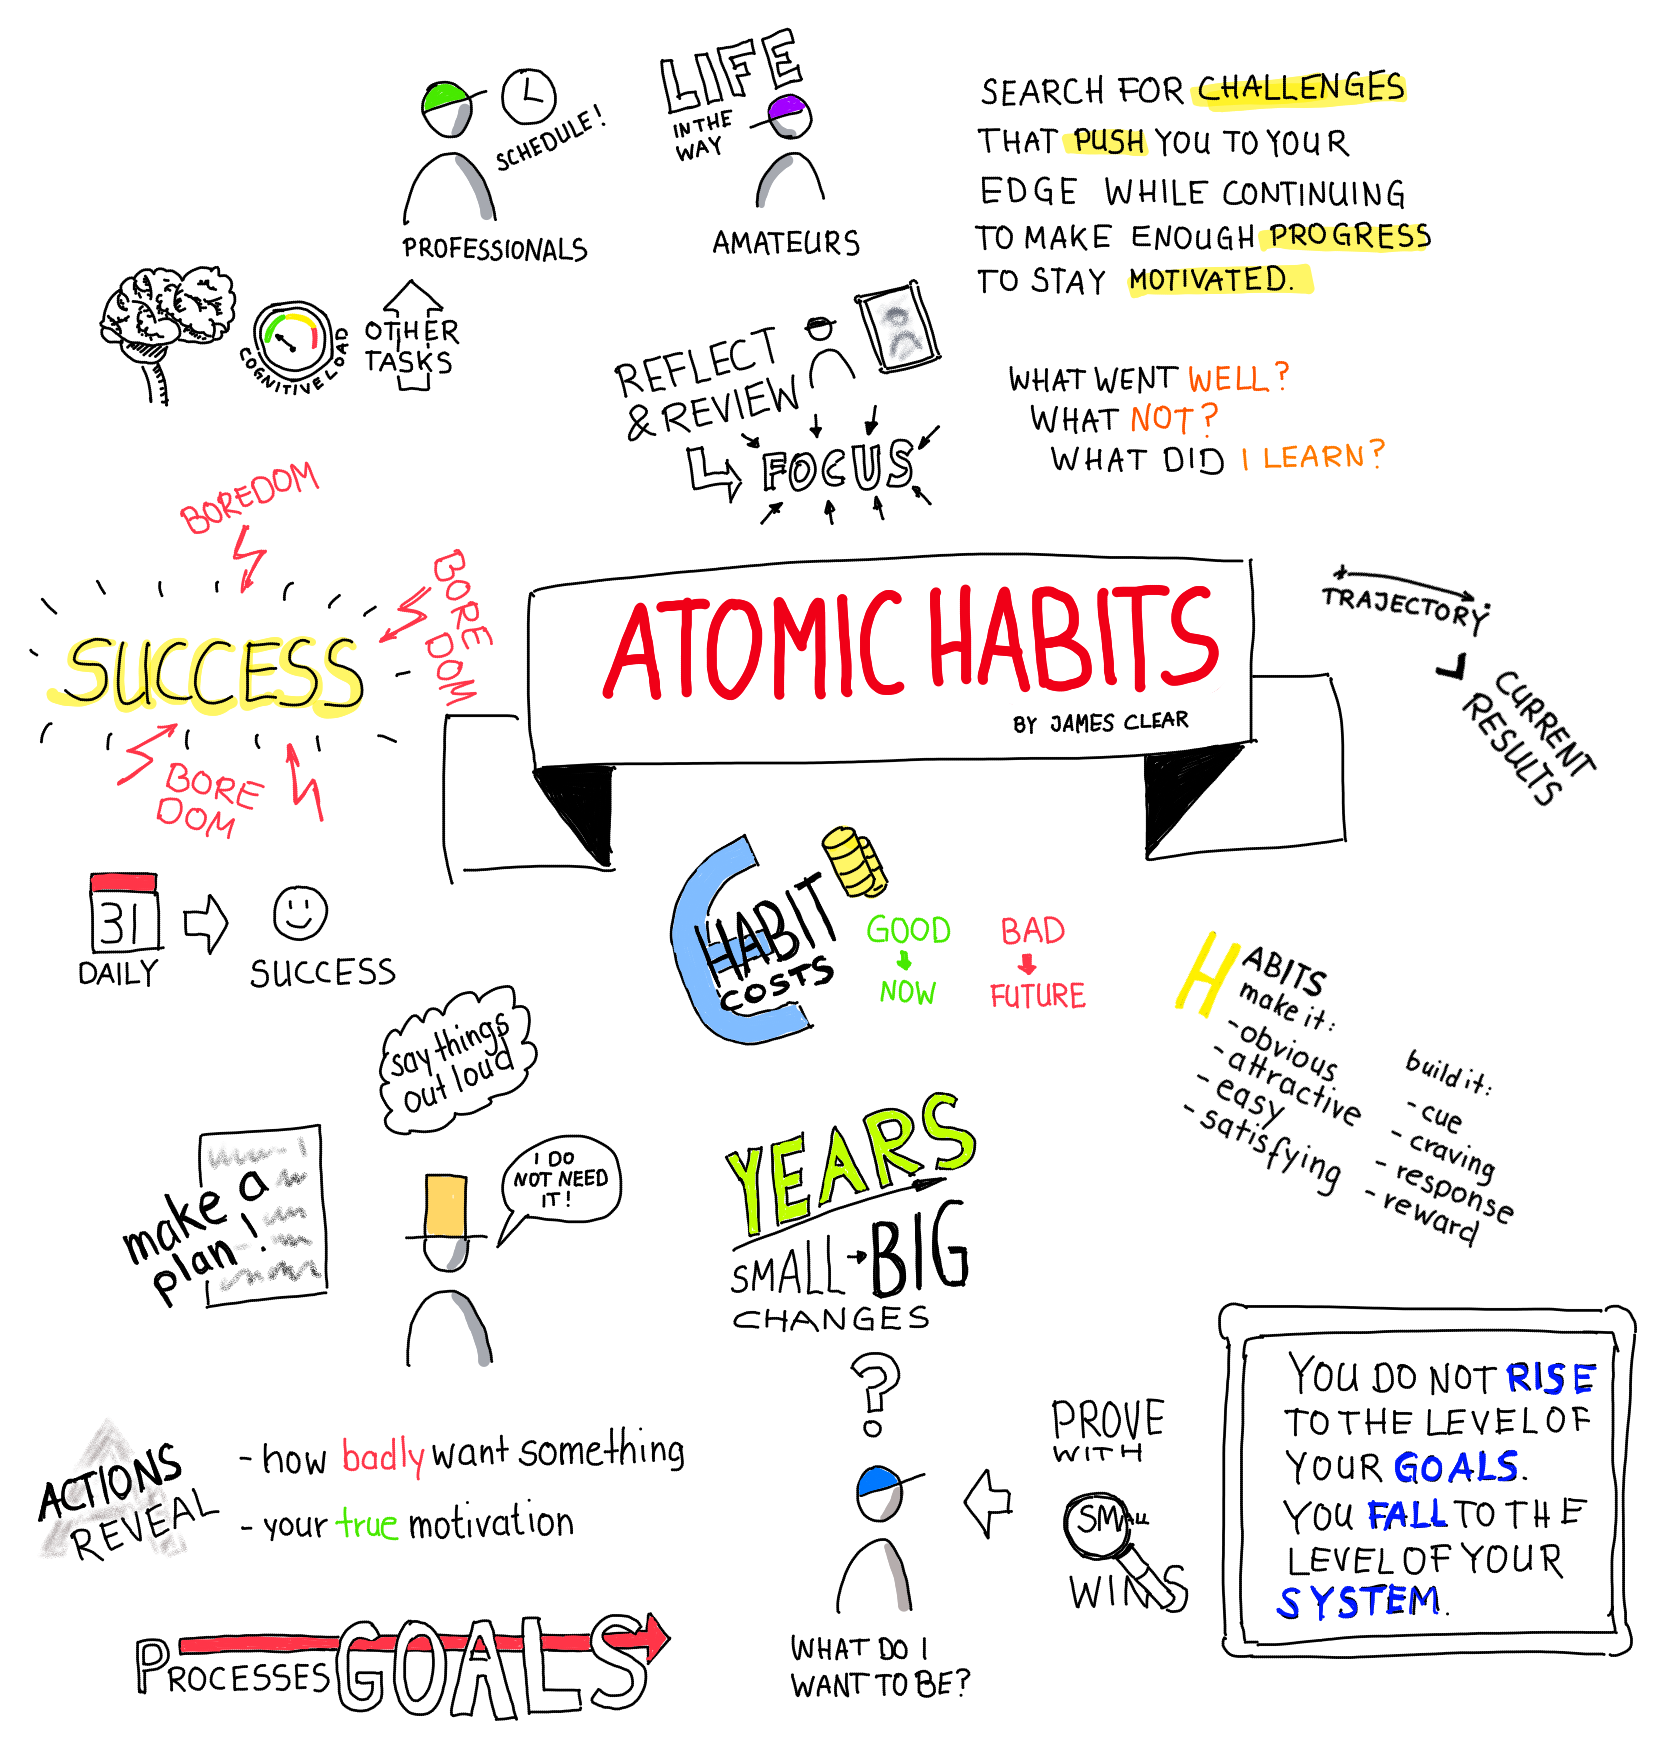 LIFE
IN THE
WAY
SCHEDULE!
PROFESSIONALS
AMATEURS
SEARCH FOR CHALLENGES
THAT PUSH YOU TO YOUR
EDGE WHILE CONTINUING
TO MAKE ENOUGH PROGRESS
TO STAY MOTIVATED.
COGNITIVE LOAD
OTHER
TASKS
REFLECT
& REVIEW
FOCUS
WHAT WENT WELL?
WHAT NOT?
WHAT DID I LEARN?
BOREDOM
BORE
DOM
SUCCESS
BORE
DOM
ATOMIC HABITS
BY JAMES CLEAR
TRAJECTORY
CURRENT
RESULTS
31
DAILY
SUCCESS
HABIT
COSTS
GOOD
NOW
BAD
FUTURE
HABITS
make it:
- obvious
- attractive
- easy
- satisfying
build it:
- cue
- craving
- response
- reward
say things
out loud
make a
plan!
I DO
NOT NEED
IT!
YEARS
SMALL BIG
CHANGES
?
WHAT DO I
WANT TO BE?
PROVE
WITH
SMALL
WINS
YOU DO NOT RISE
TO THE LEVEL OF
YOUR GOALS.
YOU FALL TO THE
LEVEL OF YOUR
SYSTEM.
ACTIONS
REVEAL
- how badly want something
- your true motivation
PROCESSES GOALS